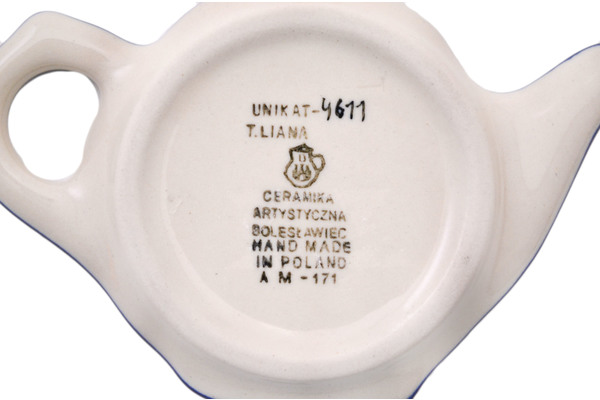 UNIKAT-4611
T.LIANA
CERAMIKA
ARTYSTYCZNA
BOLESŁAWIEC
HAND MADE
IN POLAND
A M - 171